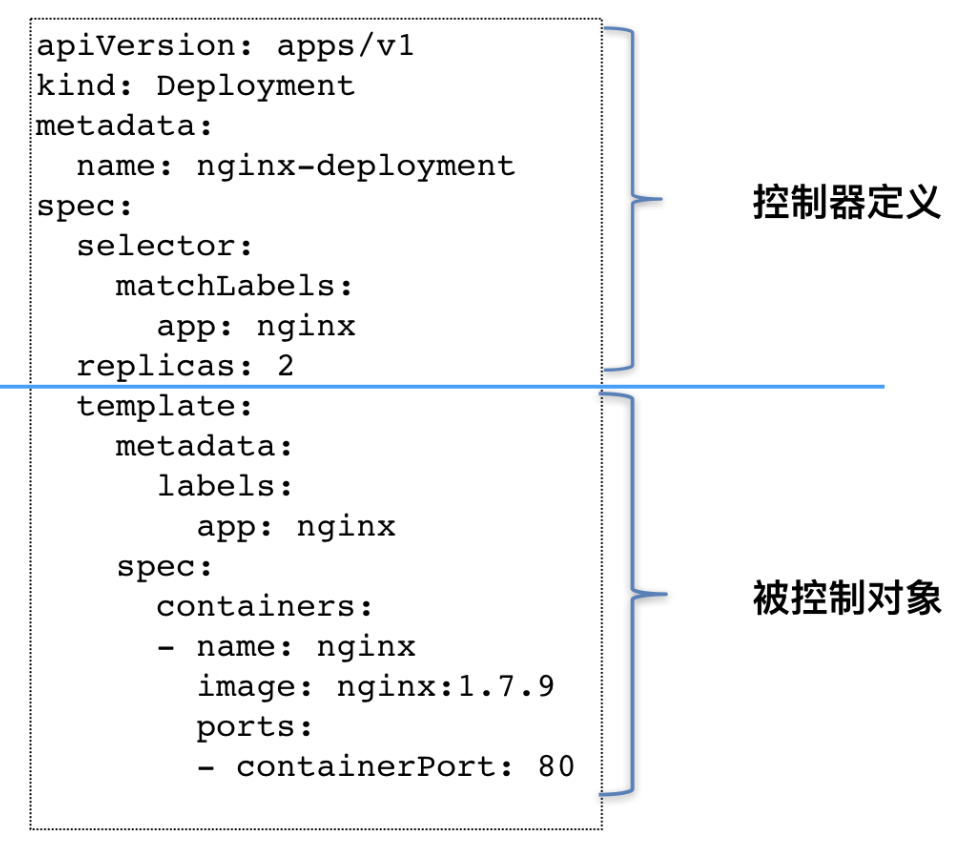 apiVersion: apps/v1
kind: Deployment
metadata:
  name: nginx-deployment
spec:
  selector:
    matchLabels:
      app: nginx
  replicas: 2
控制器定义
  template:
    metadata:
      labels:
        app: nginx
    spec:
      containers:
      - name: nginx
        image: nginx:1.7.9
        ports:
        - containerPort: 80
被控制对象